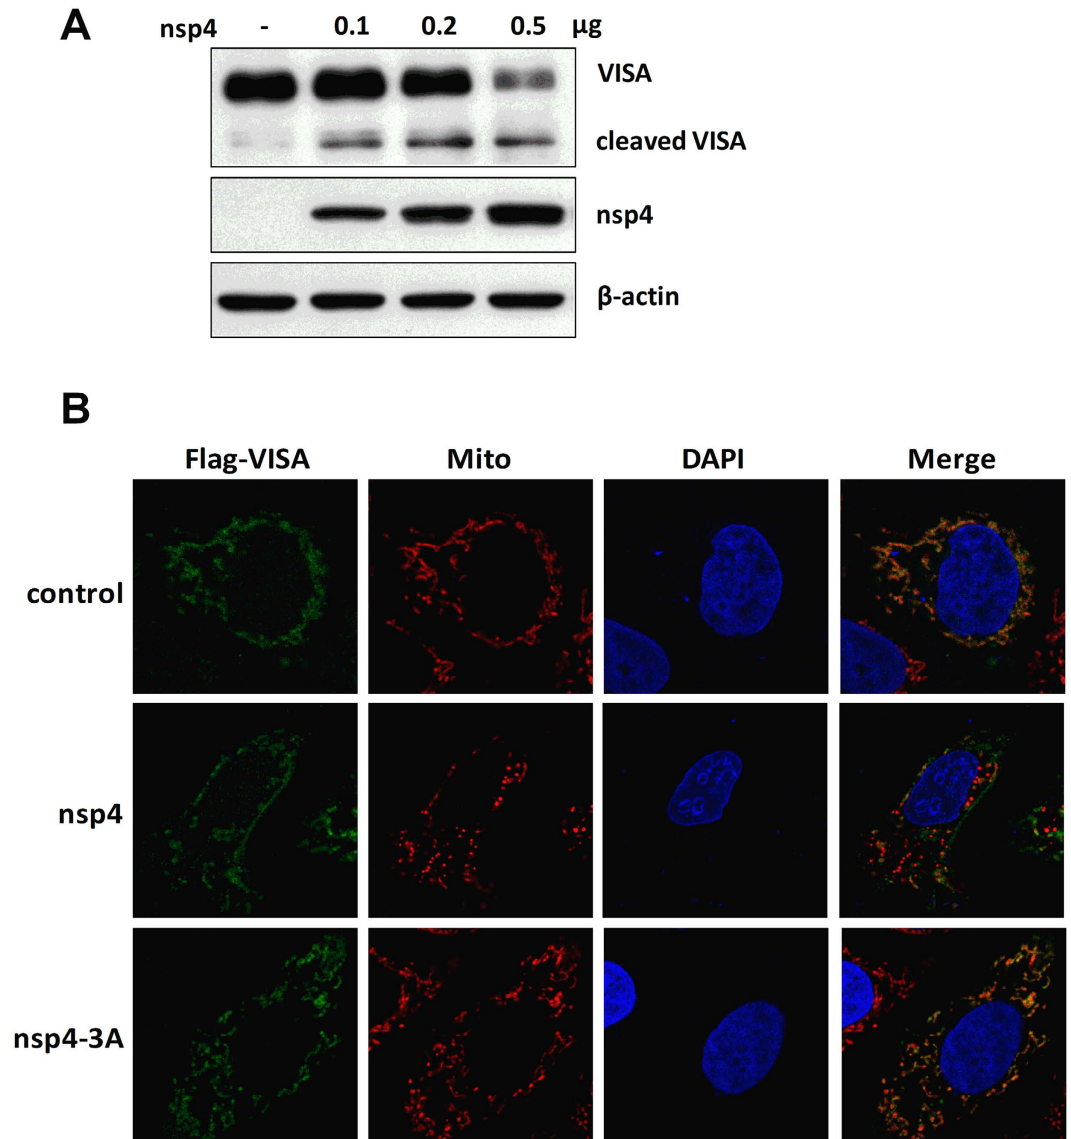 A
nsp4 - 0.1 0.2 0.5 µg
VISA
cleaved VISA
nsp4
β-actin
B
Flag-VISA Mito DAPI Merge
control
nsp4
nsp4-3A